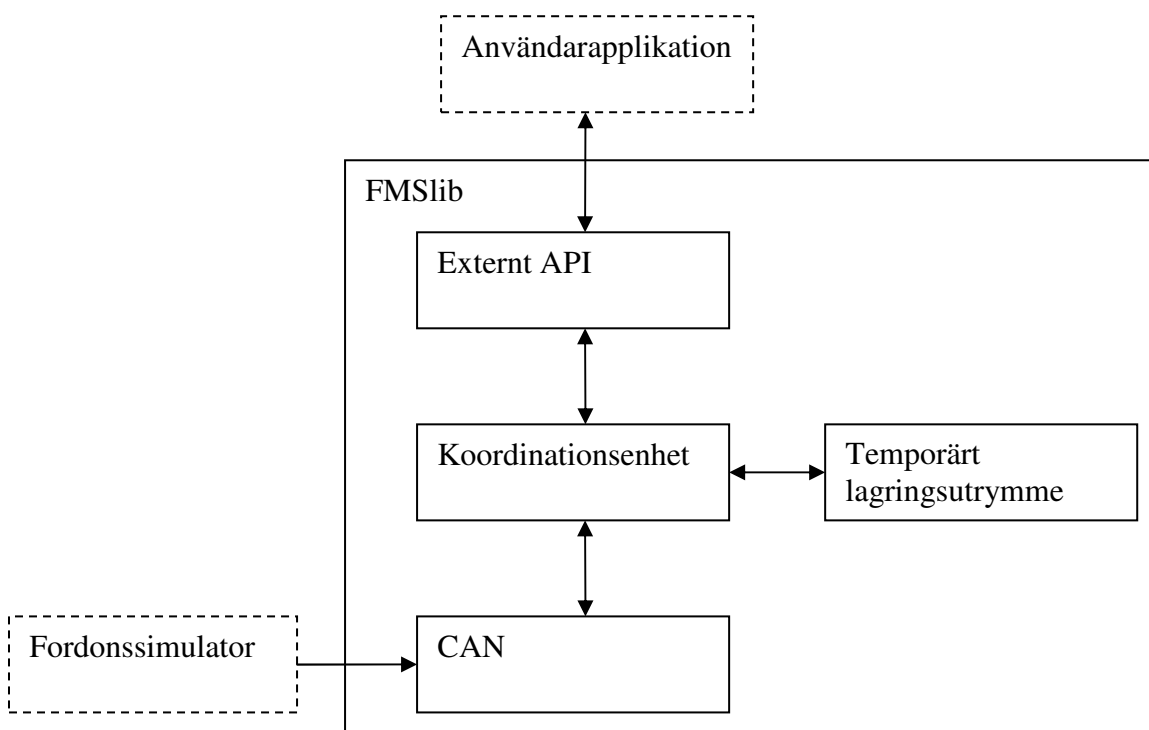 Användarapplikation
FMSlib
Externt API
Koordinationsenhet
Temporärt
lagringsutrymme
Fordonssimulator
CAN